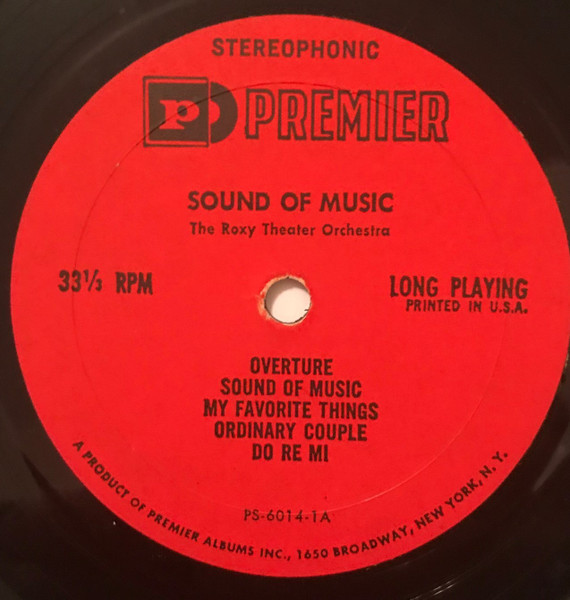 STEREOPHONIC
p PREMIER
SOUND OF MUSIC
The Roxy Theater Orchestra
33⅓ RPM
LONG PLAYING
PRINTED IN U.S.A.
OVERTURE
SOUND OF MUSIC
MY FAVORITE THINGS
ORDINARY COUPLE
DO RE MI
PS-6014-1A
A PRODUCT OF PREMIER ALBUMS INC., 1650 BROADWAY, NEW YORK, N. Y.